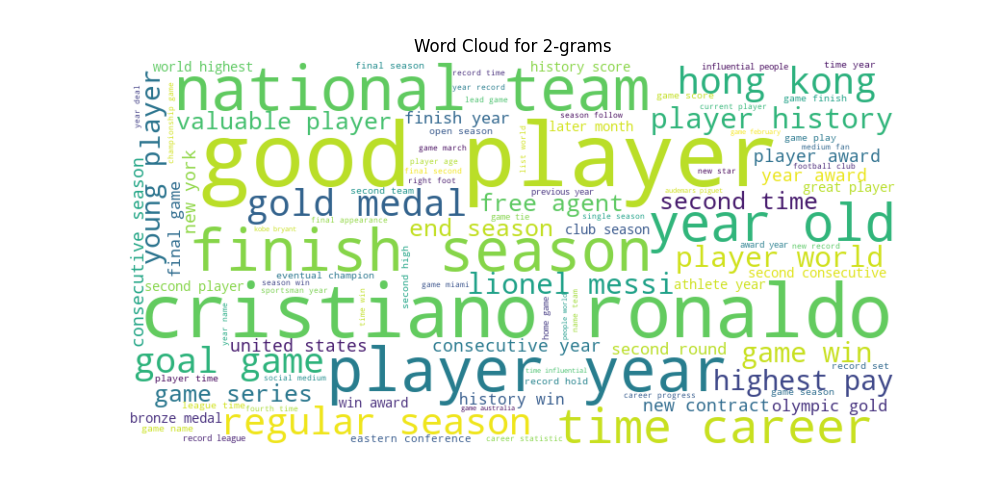 Word Cloud for 2-grams
world highest
final season
record time
history score
influential people
time year
year deal
championship game
young player
national team
year record
lead game
hong kong
game score
game finish
current player
valuable player
finish year
season follow
open season
later month
player history
game february
game play
medium fan
football club
good player
game march
player age
final second
right foot
list world
player award
new star
year award
great player
consecutive season
final game
new york
gold medal
second team
previous year
audemars piguet
free agent
second time
final appearance
game tie
single season
kobe bryant
end season
club season
year old
finish season
second high
award year
new record
player world
eventual champion
second player
season win
sportsman year
game miami
lionel messi
athlete year
second consecutive
cristiano ronaldo
year name
time win
home game
people world
name team
united states
consecutive year
second round
game win
goal game
player time
social medium
player year
time influential
record hold
record set
highest pay
career progress
game season
game series
league time
fourth time
win award
history win
game australia
new contract
olympic gold
bronze medal
game name
record league
regular season
eastern conference
career statistic
time career